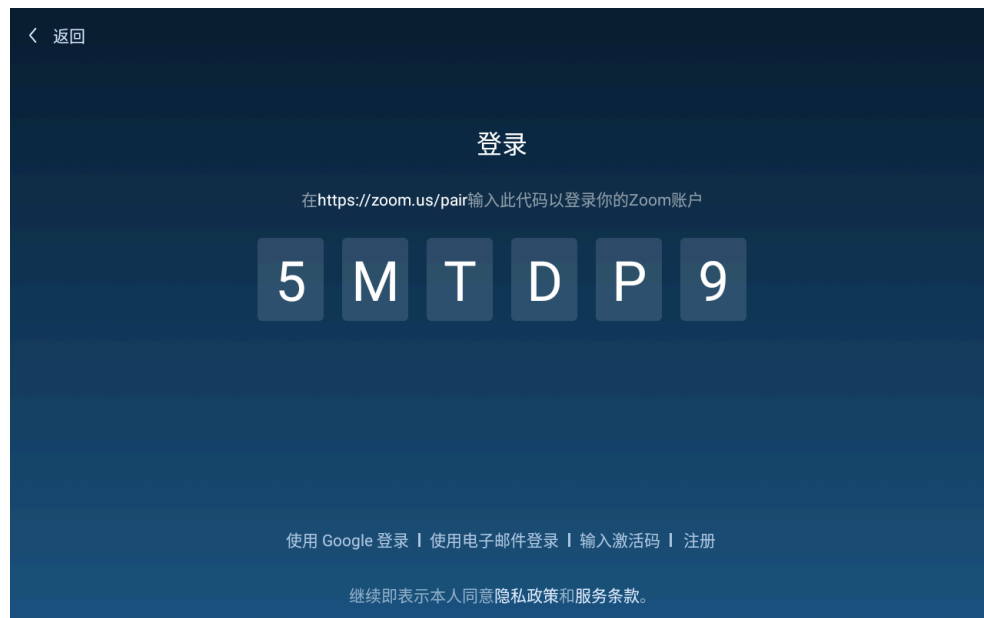 返回
登录
在https://zoom.us/pair输入此代码以登录你的Zoom账户
5 M T D P 9
使用 Google 登录 | 使用电子邮件登录 | 输入激活码 | 注册
继续即表示本人同意隐私政策和服务条款。